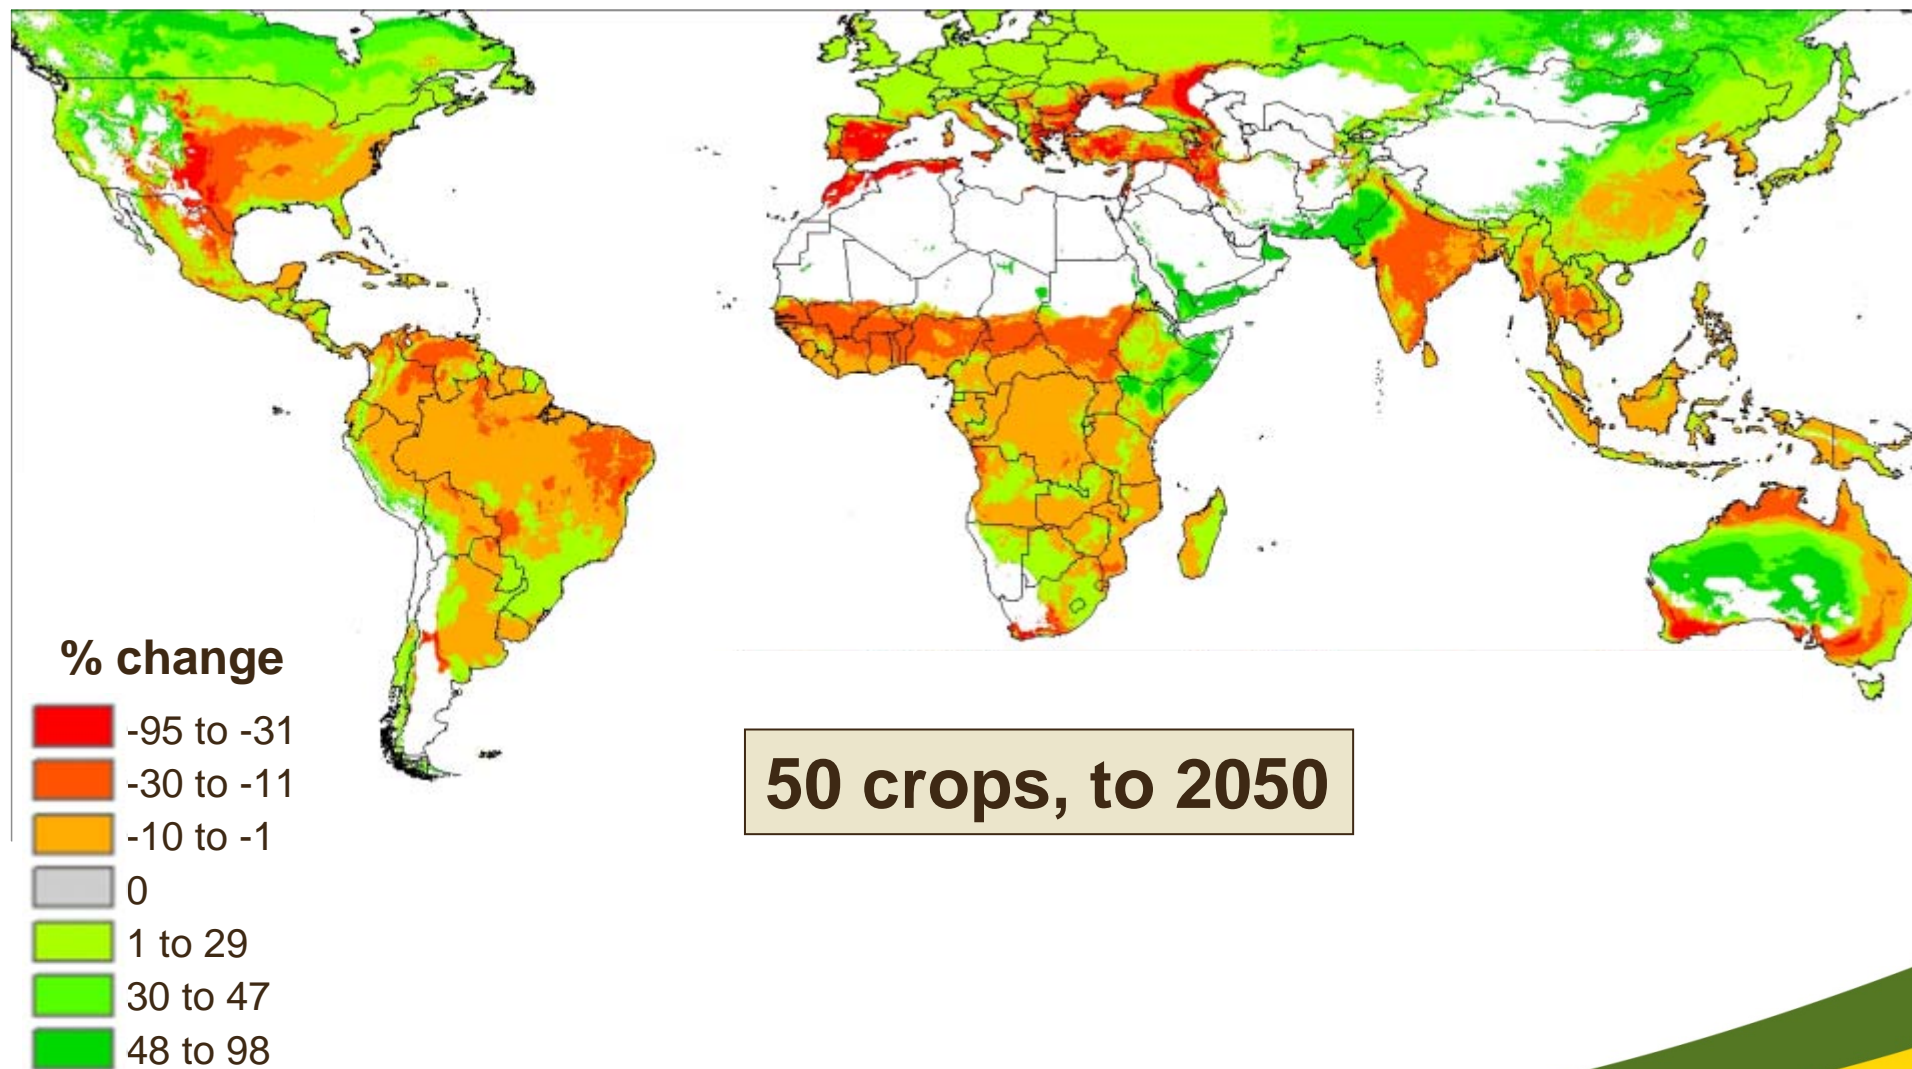 % change
-95 to -31
-30 to -11
-10 to -1
0
1 to 29
30 to 47
48 to 98
50 crops, to 2050